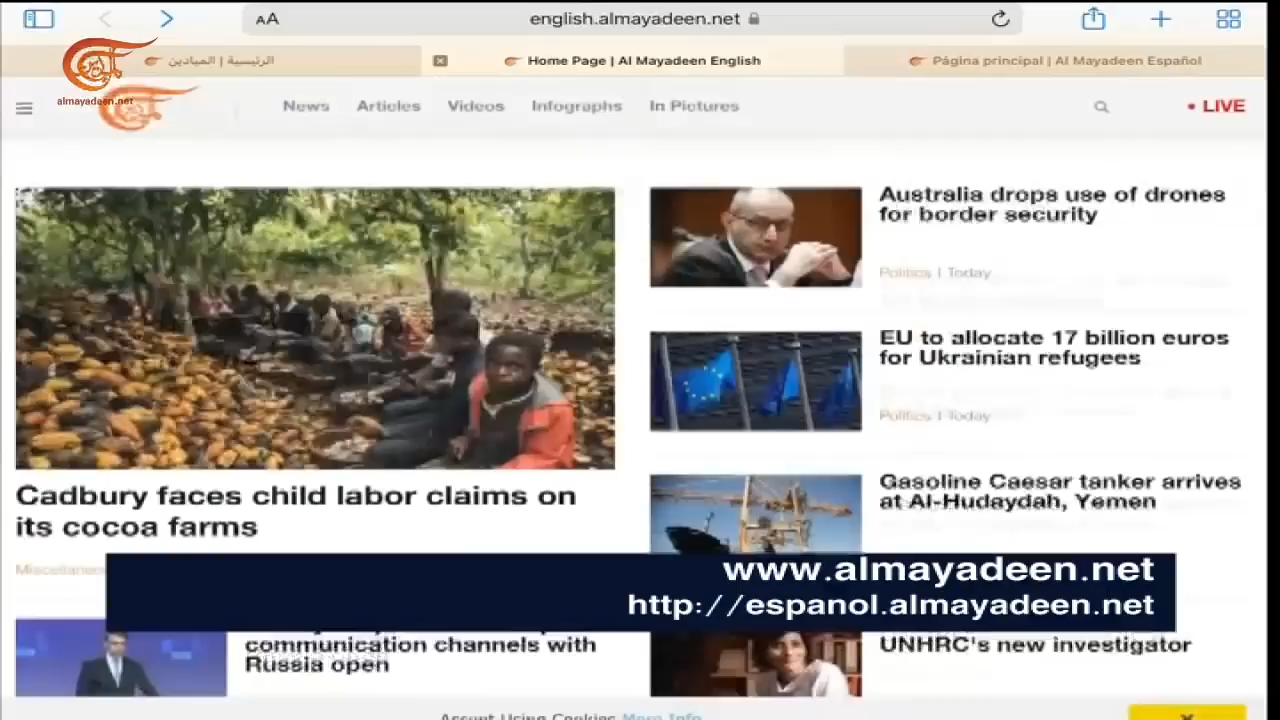 AA
english.almayadeen.net
الرئيسية | الميادين
Home Page | Al Mayadeen English
Página principal | Al Mayadeen Español
almayadeen.net
News
Articles
Videos
Infographs
In Pictures
• LIVE
Cadbury faces child labor claims on
its cocoa farms
Australia drops use of drones
for border security
Politics | Today
EU to allocate 17 billion euros
for Ukrainian refugees
Politics | Today
Gasoline Caesar tanker arrives
at Al-Hudaydah, Yemen
www.almayadeen.net
http://espanol.almayadeen.net
communication channels with
Russia open
UNHRC's new investigator
Accept Using Cookies More Info